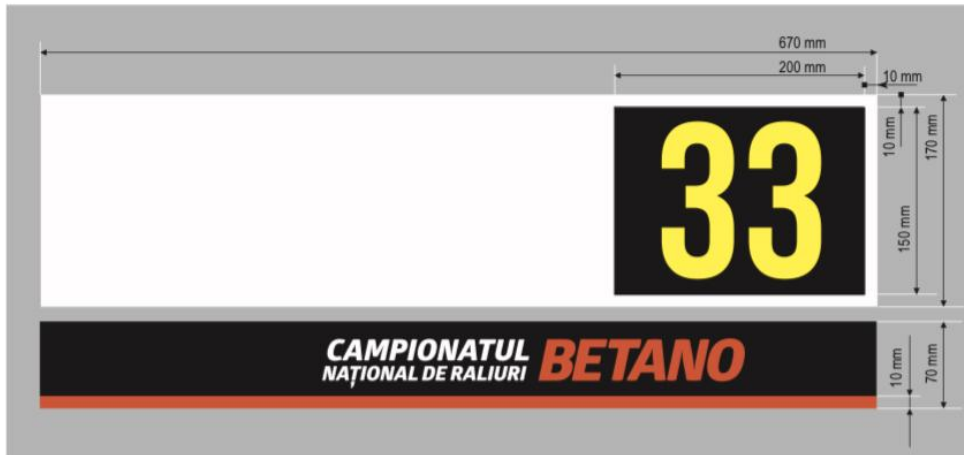 670 mm
200 mm
10 mm
33
10 mm
170 mm
150 mm
CAMPIONATUL
NAȚIONAL DE RALIURI
BETANO
10 mm
70 mm